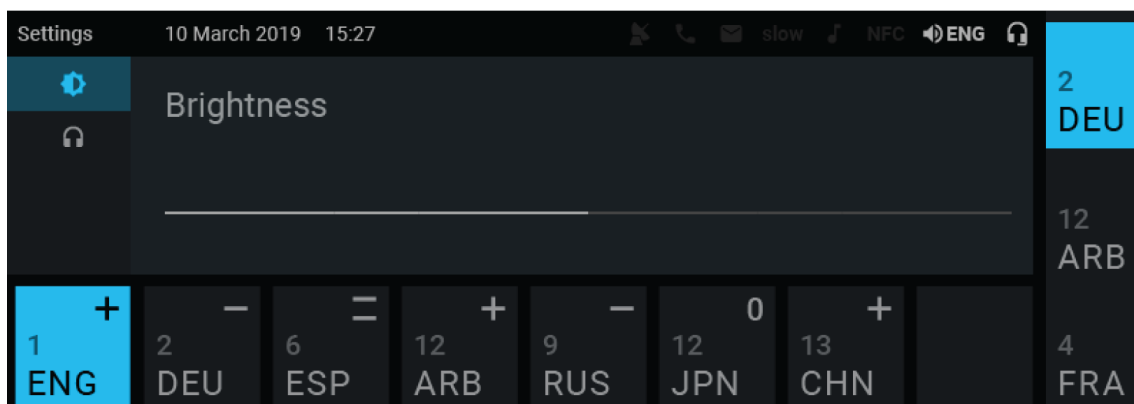 Settings 10 March 2019 15:27 slow NFC ENG
Brightness
2
DEU
12
ARB
+ − = + − 0 +
1 2 6 12 9 12 13
ENG DEU ESP ARB RUS JPN CHN
4
FRA